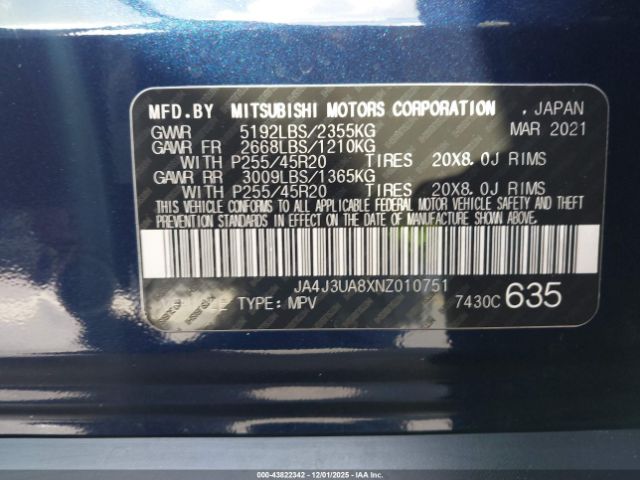 MFD.BY MITSUBISHI MOTORS CORPORATION , JAPAN
GVWR 5192LBS/2355KG MAR 2021
GAWR FR 2668LBS/1210KG
WITH P255/45R20 TIRES 20X8.0J RIMS
GAWR RR 3009LBS/1365KG
WITH P255/45R20 TIRES 20X8.0J RIMS
THIS VEHICLE CONFORMS TO ALL APPLICABLE FEDERAL MOTOR VEHICLE SAFETY AND THEFT
PREVENTION STANDARDS IN EFFECT ON THE DATE OF MANUFACTURE SHOWN ABOVE.
JA4J3UA8XNZ010751
TYPE: MPV 7430C 635
000-43822342 | 12/01/2025 | IAAI.COM